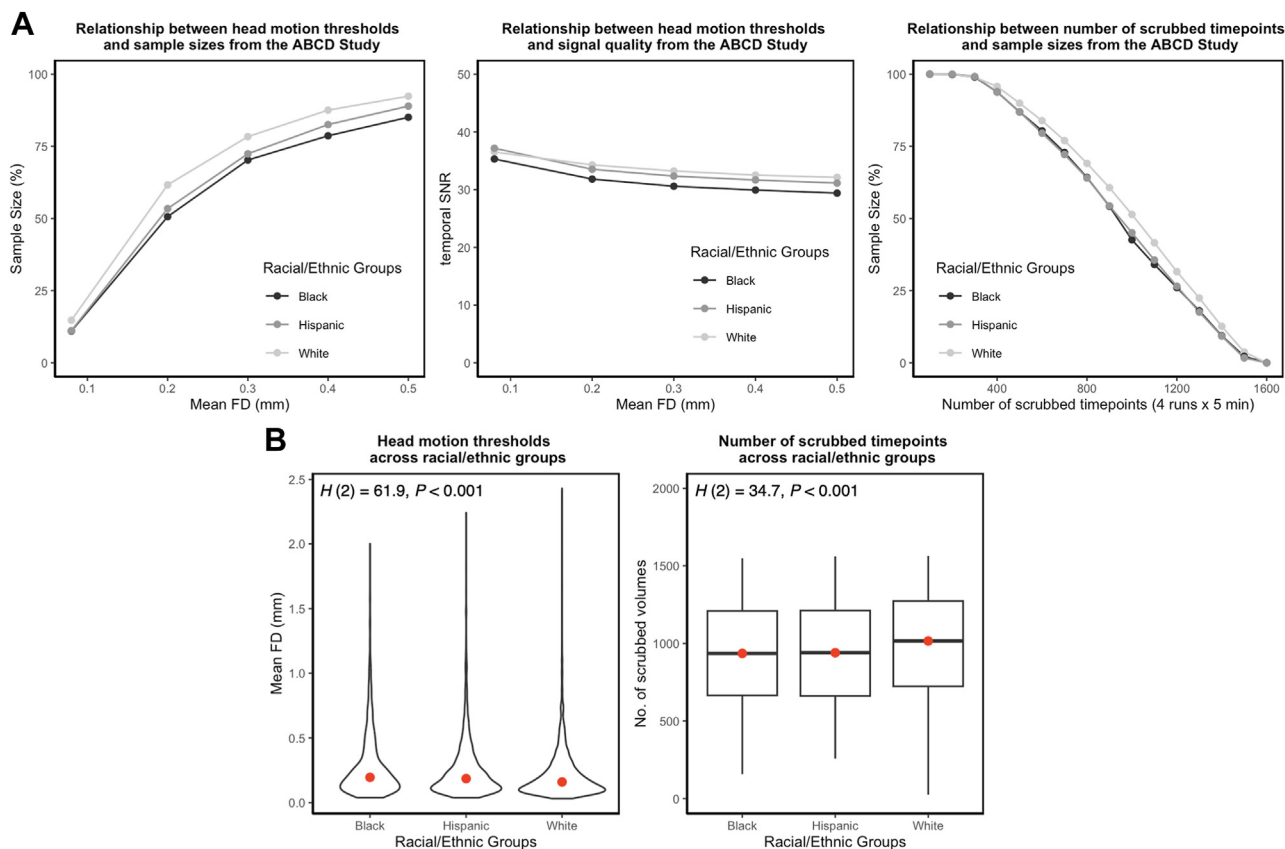 A
Relationship between head motion thresholds
and sample sizes from the ABCD Study
Sample Size (%)
100
75
50
25
0
Racial/Ethnic Groups
Black
Hispanic
White
0.1 0.2 0.3 0.4 0.5
Mean FD (mm)
Relationship between head motion thresholds
and signal quality from the ABCD Study
temporal SNR
50
40
30
20
10
0
Racial/Ethnic Groups
Black
Hispanic
White
0.1 0.2 0.3 0.4 0.5
Mean FD (mm)
Relationship between number of scrubbed timepoints
and sample sizes from the ABCD Study
Sample Size (%)
100
75
50
25
0
Racial/Ethnic Groups
Black
Hispanic
White
400 800 1200 1600
Number of scrubbed timepoints (4 runs x 5 min)
B
Head motion thresholds
across racial/ethnic groups
H (2) = 61.9, P < 0.001
Mean FD (mm)
2.5
2.0
1.5
1.0
0.5
0.0
Black Hispanic White
Racial/Ethnic Groups
Number of scrubbed timepoints
across racial/ethnic groups
H (2) = 34.7, P < 0.001
No. of scrubbed volumes
2000
1500
1000
500
0
Black Hispanic White
Racial/Ethnic Groups